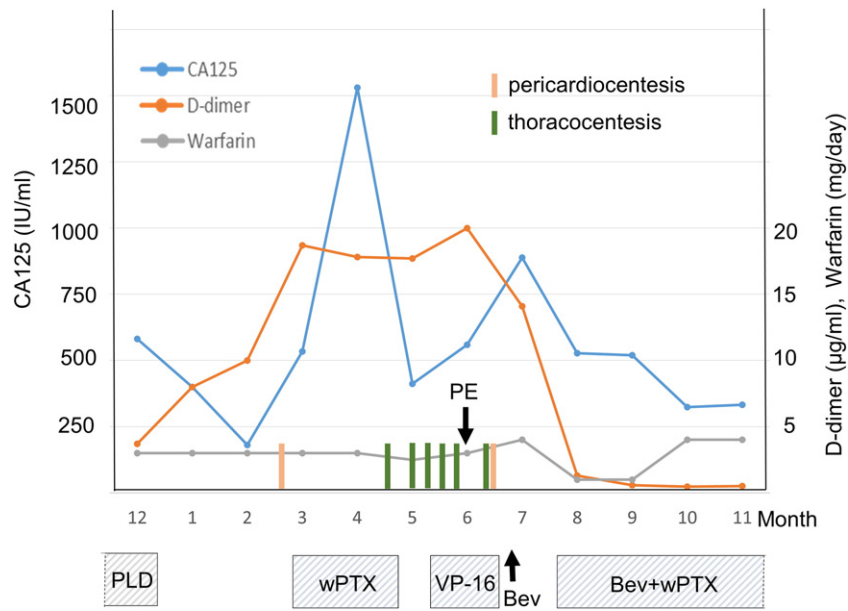 CA125
D-dimer
Warfarin
pericardiocentesis
thoracocentesis
CA125 (IU/ml)
1500
1250
1000
750
500
250
20
15
10
5
D-dimer (μg/ml), Warfarin (mg/day)
PE
12 1 2 3 4 5 6 7 8 9 10 11 Month
PLD wPTX VP-16 Bev Bev+wPTX